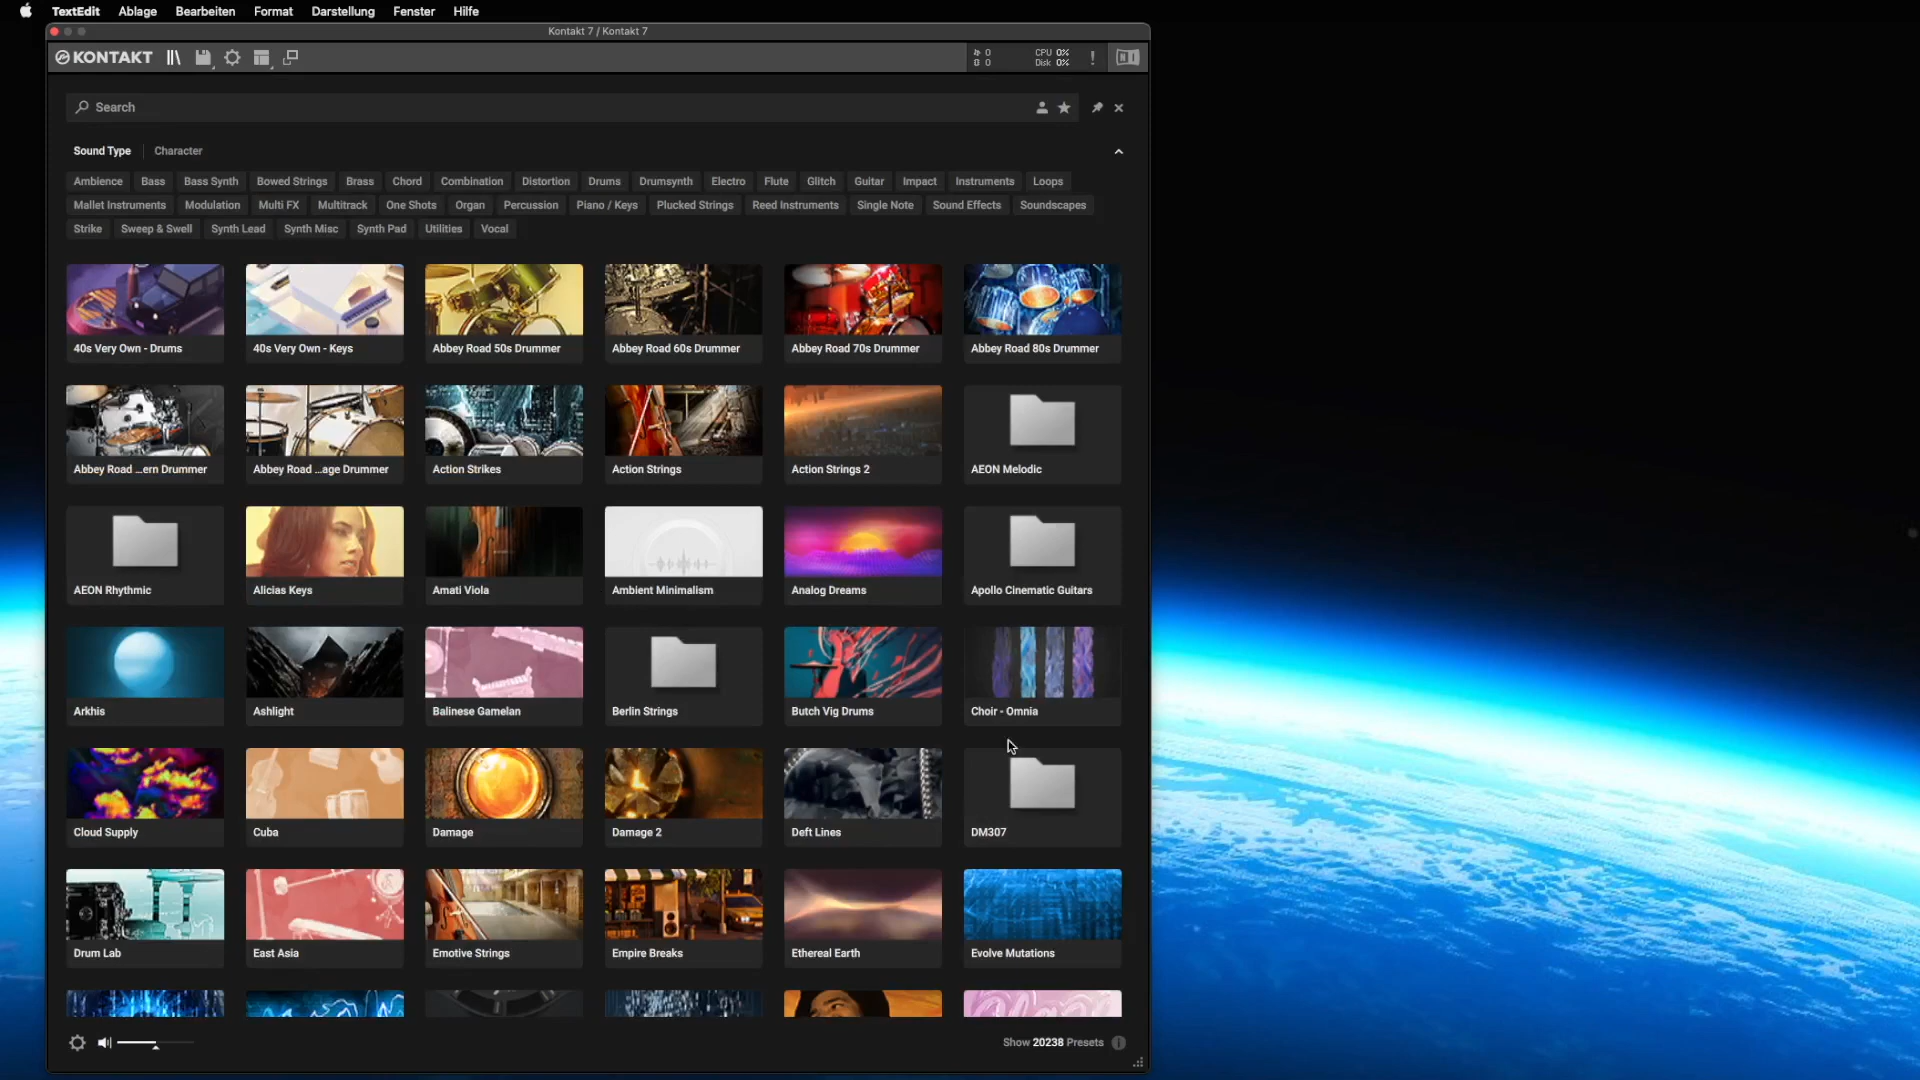 TextEdit Ablage Bearbeiten Format Darstellung Fenster Hilfe
Kontakt 7 / Kontakt 7
KONTAKT
0 CPU 0%
0 Disk 0%
!
NI
Search
Sound Type Character
Ambience Bass Bass Synth Bowed Strings Brass Chord Combination Distortion Drums Drumsynth Electro Flute Glitch Guitar Impact Instruments Loops
Mallet Instruments Modulation Multi FX Multitrack One Shots Organ Percussion Piano / Keys Plucked Strings Reed Instruments Single Note Sound Effects Soundscapes
Strike Sweep & Swell Synth Lead Synth Misc Synth Pad Utilities Vocal
40s Very Own - Drums 40s Very Own - Keys Abbey Road 50s Drummer Abbey Road 60s Drummer Abbey Road 70s Drummer Abbey Road 80s Drummer
Abbey Road ...ern Drummer Abbey Road ...age Drummer Action Strikes Action Strings Action Strings 2 AEON Melodic
AEON Rhythmic Alicias Keys Amati Viola Ambient Minimalism Analog Dreams Apollo Cinematic Guitars
Arkhis Ashlight Balinese Gamelan Berlin Strings Butch Vig Drums Choir - Omnia
Cloud Supply Cuba Damage Damage 2 Deft Lines DM307
Drum Lab East Asia Emotive Strings Empire Breaks Ethereal Earth Evolve Mutations
Show 20238 Presets